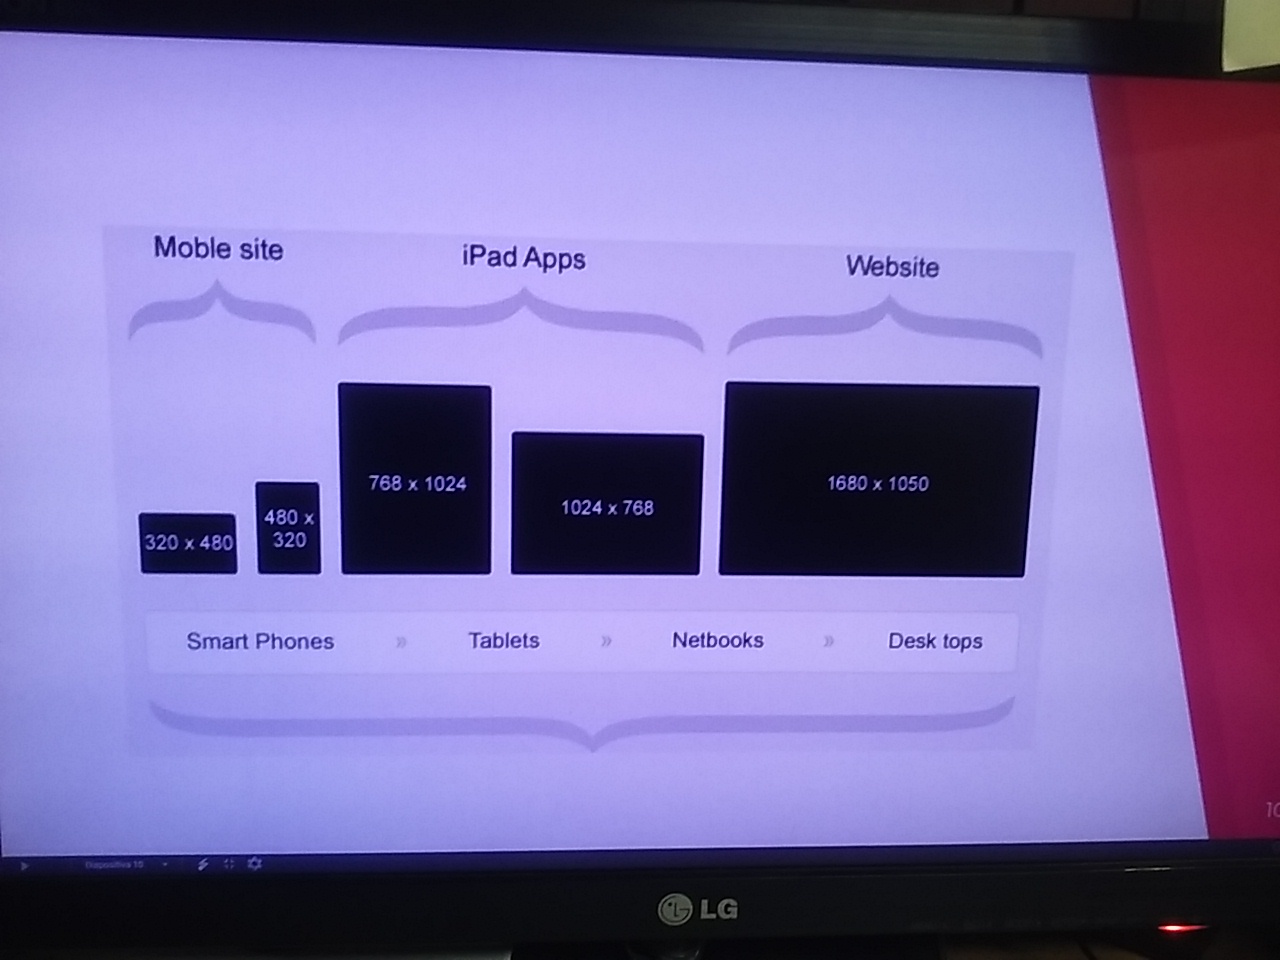 Moble site
iPad Apps
Website
320 x 480
480 x
320
768 x 1024
1024 x 768
1680 x 1050
Smart Phones » Tablets » Netbooks » Desk tops
10
Diapositiva 10
LG